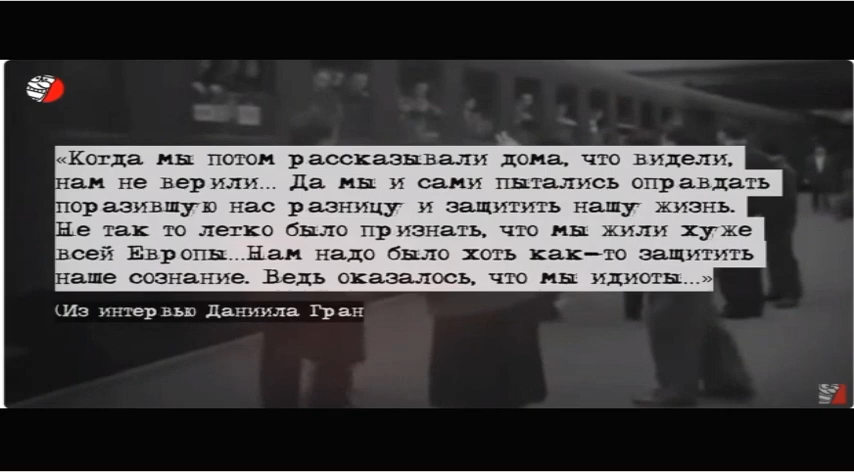 «Когда мы потом рассказывали дома, что видели,
нам не верили... Да мы и сами пытались оправдать
поразившую нас разницу и защитить нашу жизнь.
Не так то легко было признать, что мы жили хуже
всей Европы...Нам надо было хоть как-то защитить
наше сознание. Ведь оказалось, что мы идиоты...»
(Из интервью Даниила Гран